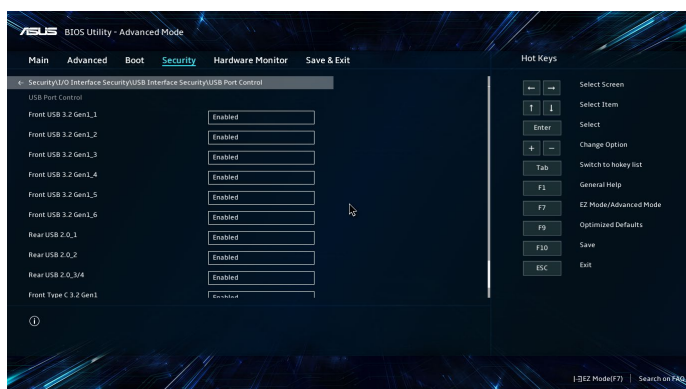 ASUS BIOS Utility - Advanced Mode
Main Advanced Boot Security Hardware Monitor Save & Exit
Hot Keys
← Security\I/O Interface Security\USB Interface Security\USB Port Control
USB Port Control
Front USB 3.2 Gen1_1 Enabled
Front USB 3.2 Gen1_2 Enabled
Front USB 3.2 Gen1_3 Enabled
Front USB 3.2 Gen1_4 Enabled
Front USB 3.2 Gen1_5 Enabled
Front USB 3.2 Gen1_6 Enabled
Rear USB 2.0_1 Enabled
Rear USB 2.0_2 Enabled
Rear USB 2.0_3/4 Enabled
Front Type C 3.2 Gen1 Enabled
← → Select Screen
↑ ↓ Select Item
Enter Select
+ − Change Option
Tab Switch to hokey list
F1 General Help
F7 EZ Mode/Advanced Mode
F9 Optimized Defaults
F10 Save
ESC Exit
EZ Mode(F7) | Search on FAQ